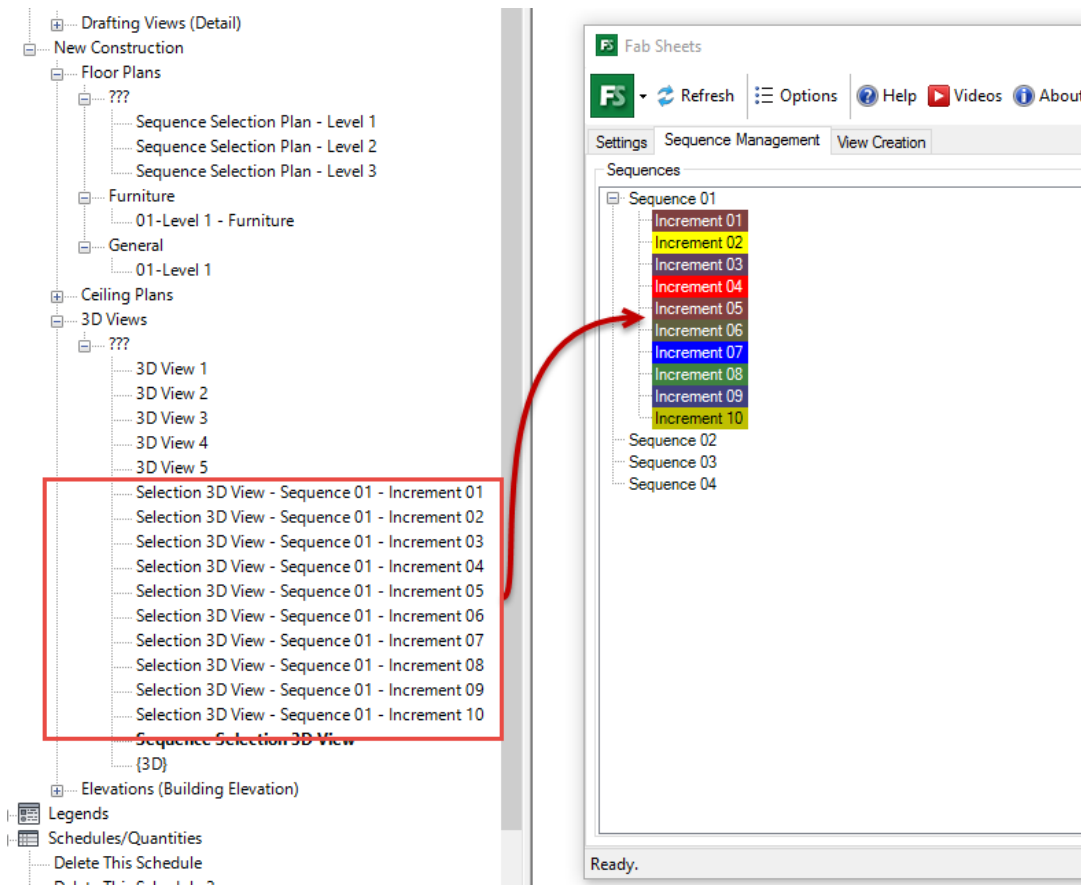 Drafting Views (Detail)
New Construction
Floor Plans
???
Sequence Selection Plan - Level 1
Sequence Selection Plan - Level 2
Sequence Selection Plan - Level 3
Furniture
01-Level 1 - Furniture
General
01-Level 1
Ceiling Plans
3D Views
???
3D View 1
3D View 2
3D View 3
3D View 4
3D View 5
Selection 3D View - Sequence 01 - Increment 01
Selection 3D View - Sequence 01 - Increment 02
Selection 3D View - Sequence 01 - Increment 03
Selection 3D View - Sequence 01 - Increment 04
Selection 3D View - Sequence 01 - Increment 05
Selection 3D View - Sequence 01 - Increment 06
Selection 3D View - Sequence 01 - Increment 07
Selection 3D View - Sequence 01 - Increment 08
Selection 3D View - Sequence 01 - Increment 09
Selection 3D View - Sequence 01 - Increment 10
Sequence Selection 3D View
{3D}
Elevations (Building Elevation)
Legends
Schedules/Quantities
Delete This Schedule
FS Fab Sheets
FS Refresh Options Help Videos About
Settings Sequence Management View Creation
Sequences
Sequence 01
Increment 01
Increment 02
Increment 03
Increment 04
Increment 05
Increment 06
Increment 07
Increment 08
Increment 09
Increment 10
Sequence 02
Sequence 03
Sequence 04
Ready.